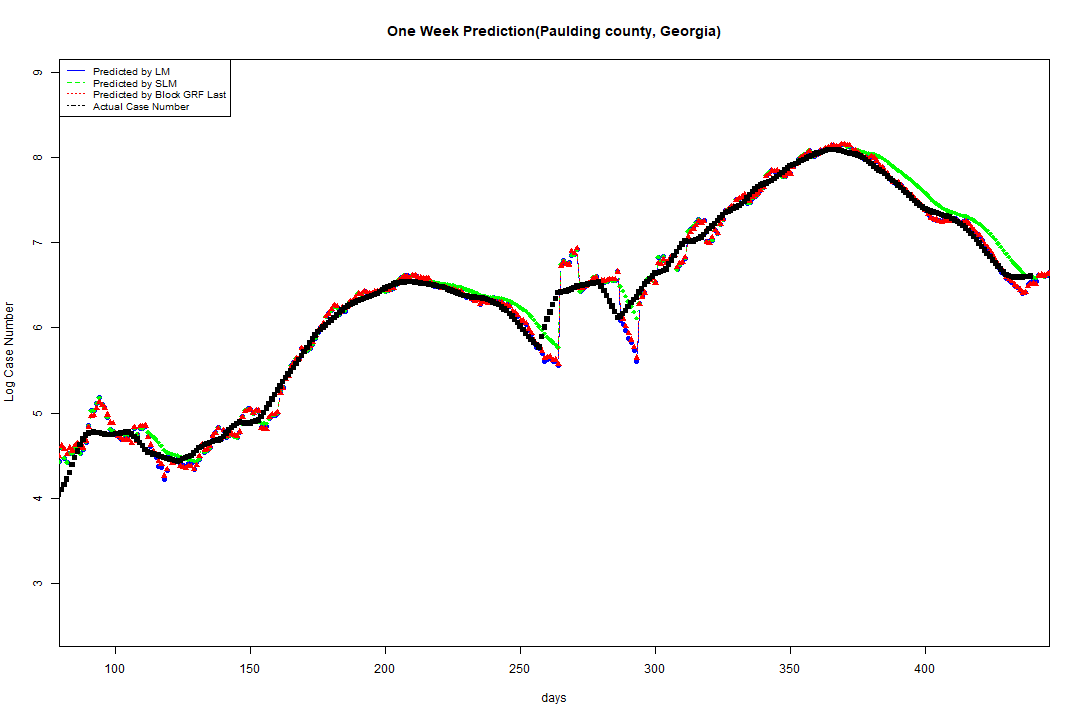 One Week Prediction(Paulding county, Georgia)
Predicted by LM
Predicted by SLM
Predicted by Block GRF Last
Actual Case Number
9
8
7
6
5
4
3
Log Case Number
100 150 200 250 300 350 400
days